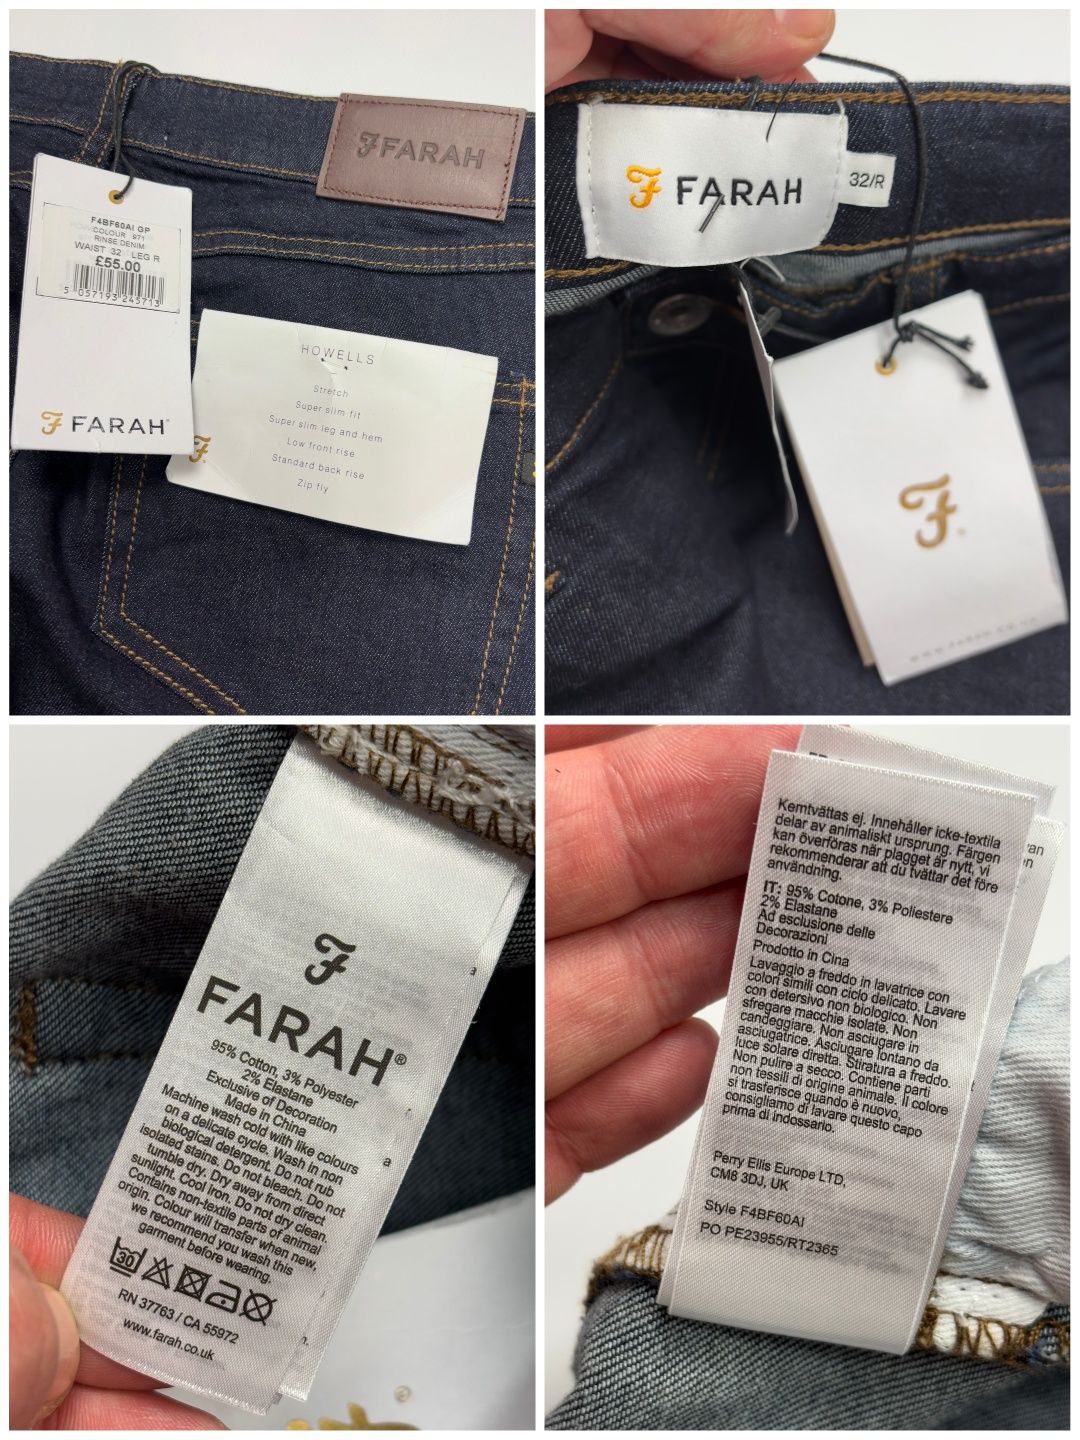 FARAH
F4BF60AI GP
COLOUR 971
RINSE DENIM
WAIST 32 LEG R
£55.00
5 057193 245713
FARAH®
HOWELLS
Stretch
Super slim fit
Super slim leg and hem
Low front rise
Standard back rise
Zip fly
FARAH
32/R
WWW.FARAH.CO.UK
FARAH®
95% Cotton, 3% Polyester
2% Elastane
Exclusive of Decoration
Made in China
Machine wash cold with like colours
on a delicate cycle. Wash in non
biological detergent. Do not rub
isolated stains. Do not bleach. Do not
tumble dry. Dry away from direct
sunlight. Cool iron. Do not dry clean.
Contains non-textile parts of animal
origin. Colour will transfer when new,
we recommend you wash this
garment before wearing.
30
RN 37763 / CA 55972
www.farah.co.uk
Kemtvättas ej. Innehåller icke-textila
delar av animaliskt ursprung. Färgen
kan överföras när plagget är nytt, vi
rekommenderar att du tvättar det före
användning.
IT: 95% Cotone, 3% Poliestere
2% Elastane
Ad esclusione delle
Decorazioni
Prodotto in Cina
Lavaggio a freddo in lavatrice con
colori simili con ciclo delicato. Lavare
con detersivo non biologico. Non
sfregare macchie isolate. Non
candeggiare. Non asciugare in
asciugatrice. Asciugare lontano da
luce solare diretta. Stiratura a freddo.
Non pulire a secco. Contiene parti
non tessili di origine animale. Il colore
si trasferisce quando è nuovo,
consigliamo di lavare questo capo
prima di indossario.
Perry Ellis Europe LTD,
CM8 3DJ, UK
Style F4BF60AI
PO PE23955/RT2365